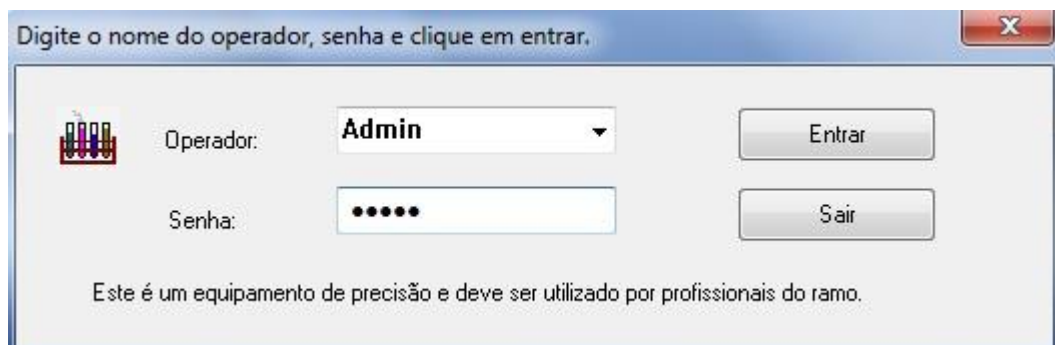 Digite o nome do operador, senha e clique em entrar.
Operador: Admin Entrar
Senha: ••••• Sair
Este é um equipamento de precisão e deve ser utilizado por profissionais do ramo.